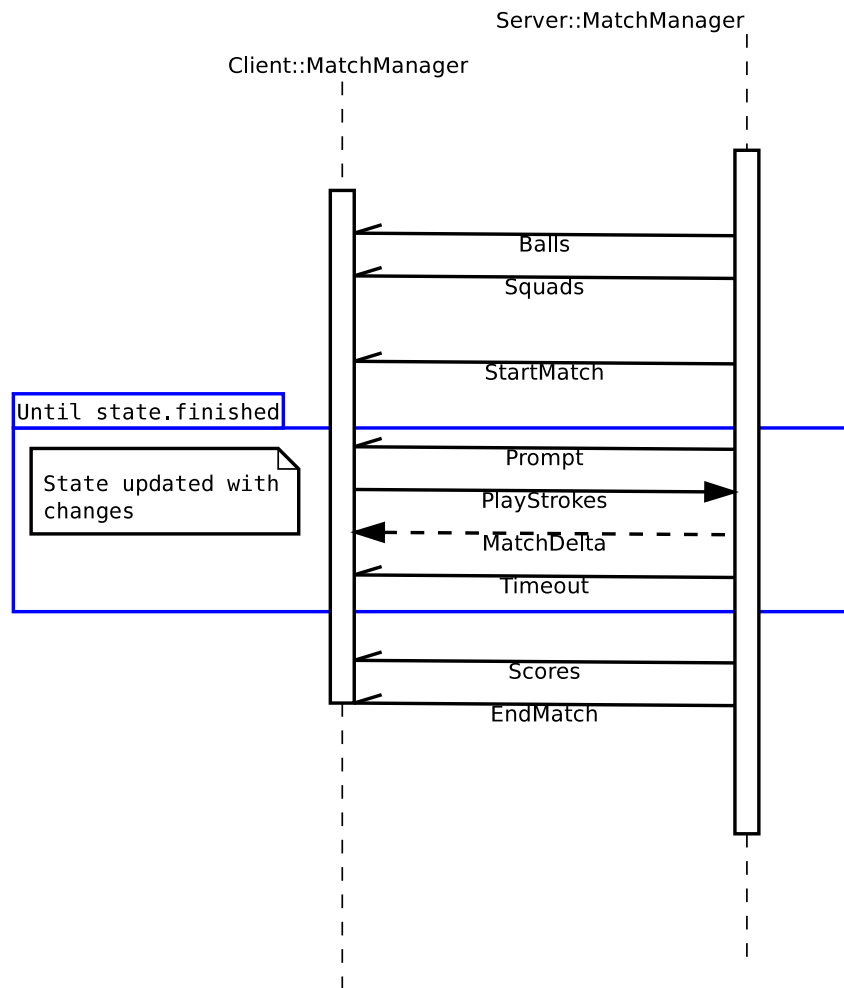 Server::MatchManager
Client::MatchManager
Balls
Squads
StartMatch
Until state.finished
Prompt
State updated with
changes
PlayStrokes
MatchDelta
Timeout
Scores
EndMatch